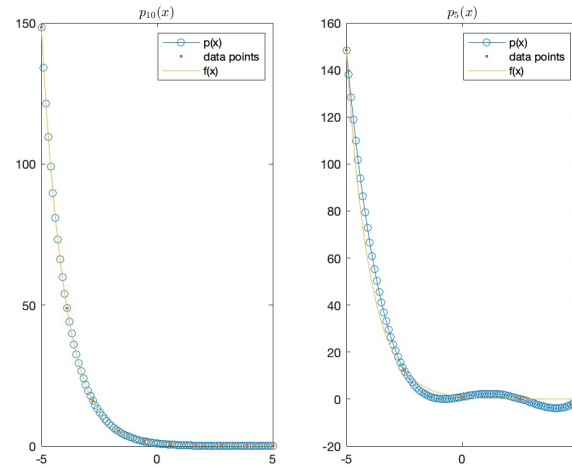 p₁₀(x)
p(x)
data points
f(x)
150
100
50
0
-5
0
5
p₅(x)
p(x)
data points
f(x)
160
140
120
100
80
60
40
20
0
-20
-5
0